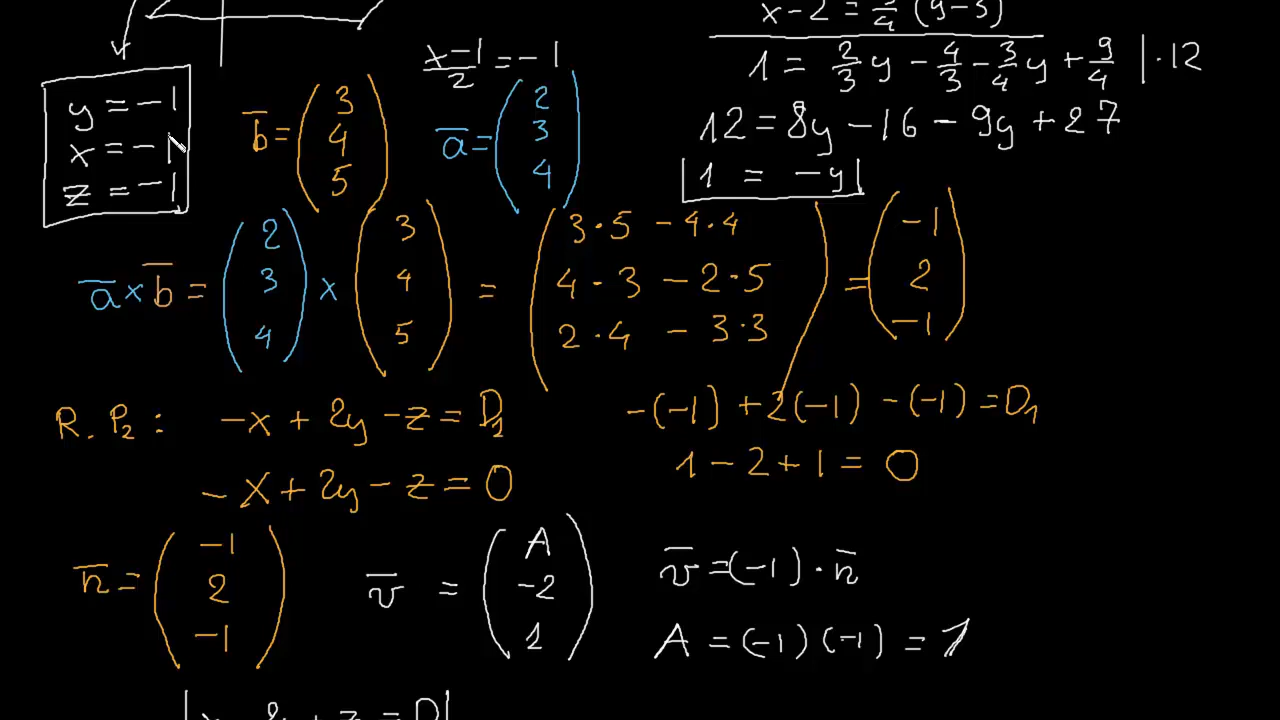 x-2 = 3/4 (y-3)
1 = 2/3 y - 4/3 - 3/4 y + 9/4 | ·12
(x-1)/2 = -1
12 = 8y - 16 - 9y + 27
1 = -y
y = -1
x = -1
z = -1
b̄ = (3 4 5)
ā = (2 3 4)
ā × b̄ = (2 3 4) × (3 4 5) = (3·5 - 4·4 4·3 - 2·5 2·4 - 3·3) = (-1 2 -1)
R. P₂ : -x + 2y - z = D₁
-(-1) + 2(-1) - (-1) = D₁
1 - 2 + 1 = 0
-x + 2y - z = 0
n̄ = (-1 2 -1)
v̄ = (A -2 1)
v̄ = (-1) · n̄
A = (-1)(-1) = 1